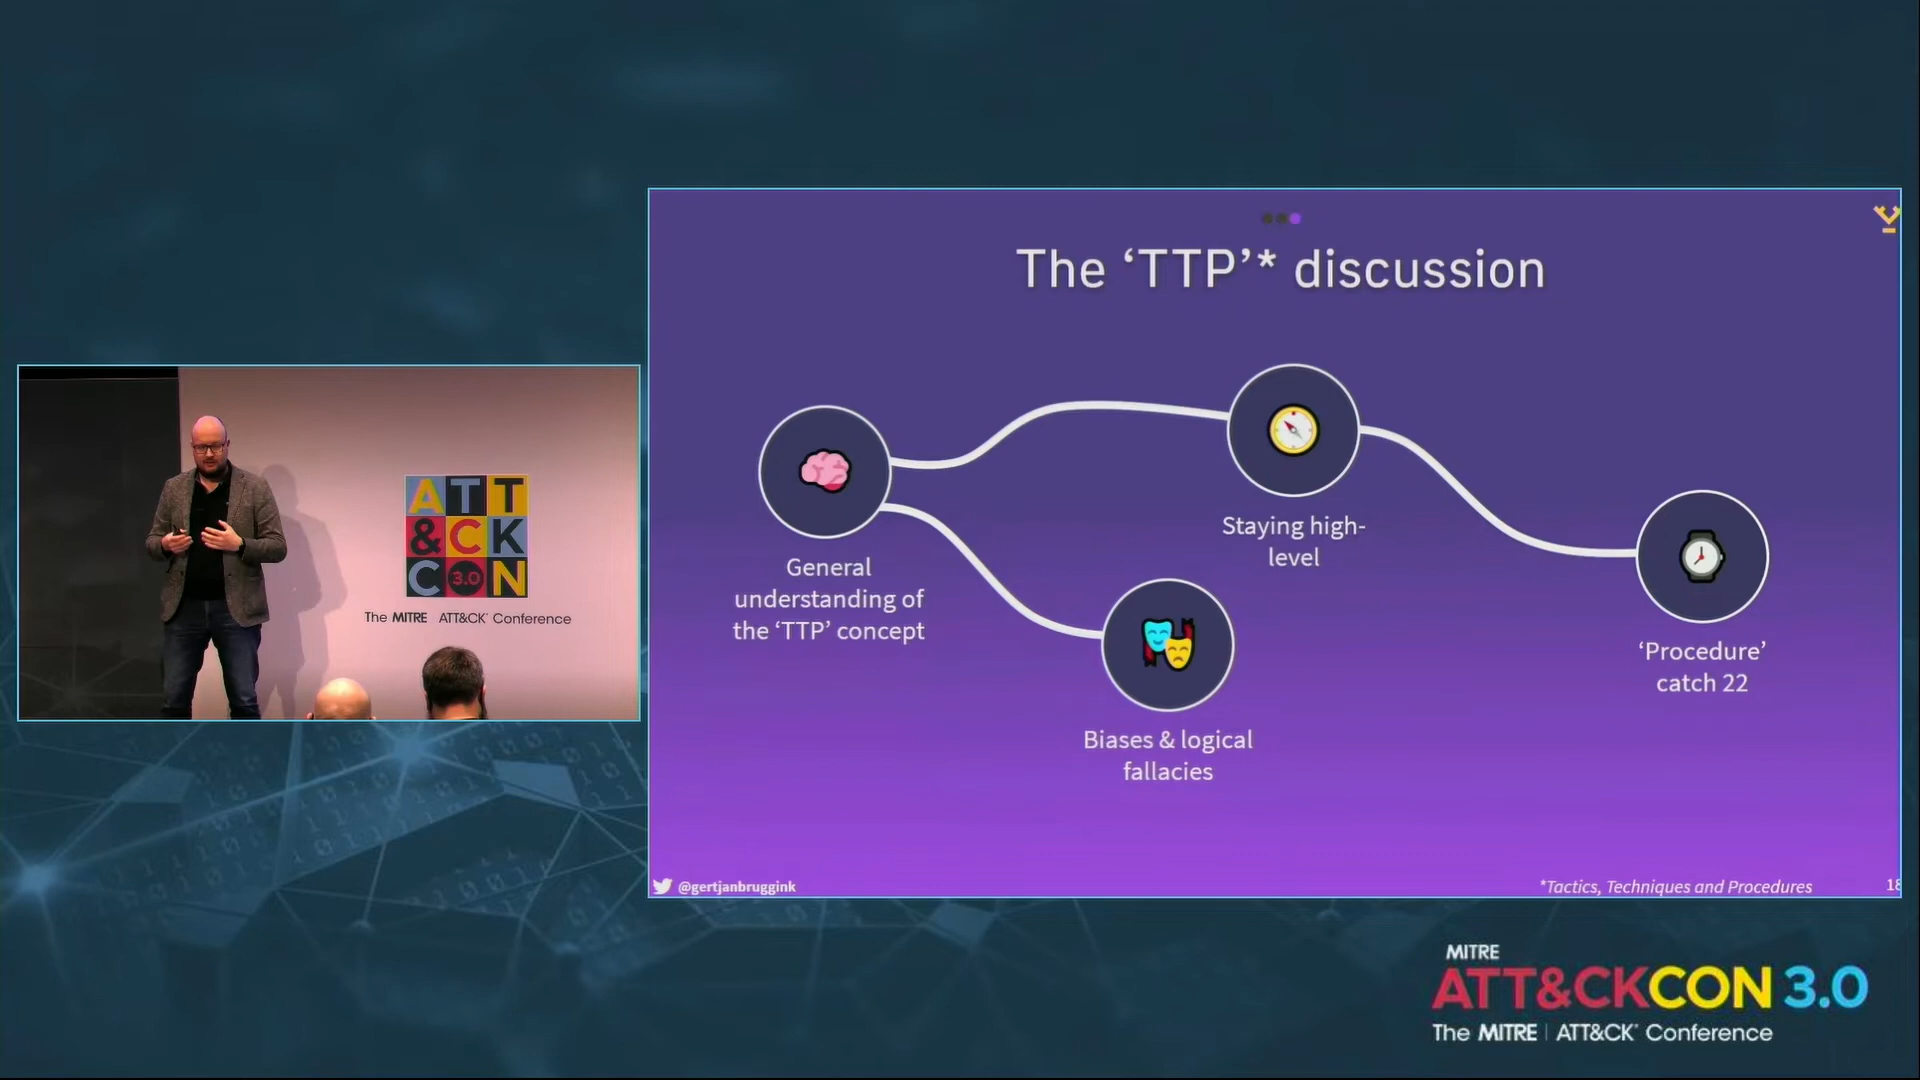 The ‘TTP’* discussion
General
understanding of
the ‘TTP’ concept
Staying high-
level
Biases & logical
fallacies
‘Procedure’
catch 22
@gertjanbruggink
*Tactics, Techniques and Procedures
18
ATT
&CK
C3.0N
The MITRE ATT&CK® Conference
MITRE
ATT&CKCON 3.0
The MITRE | ATT&CK® Conference